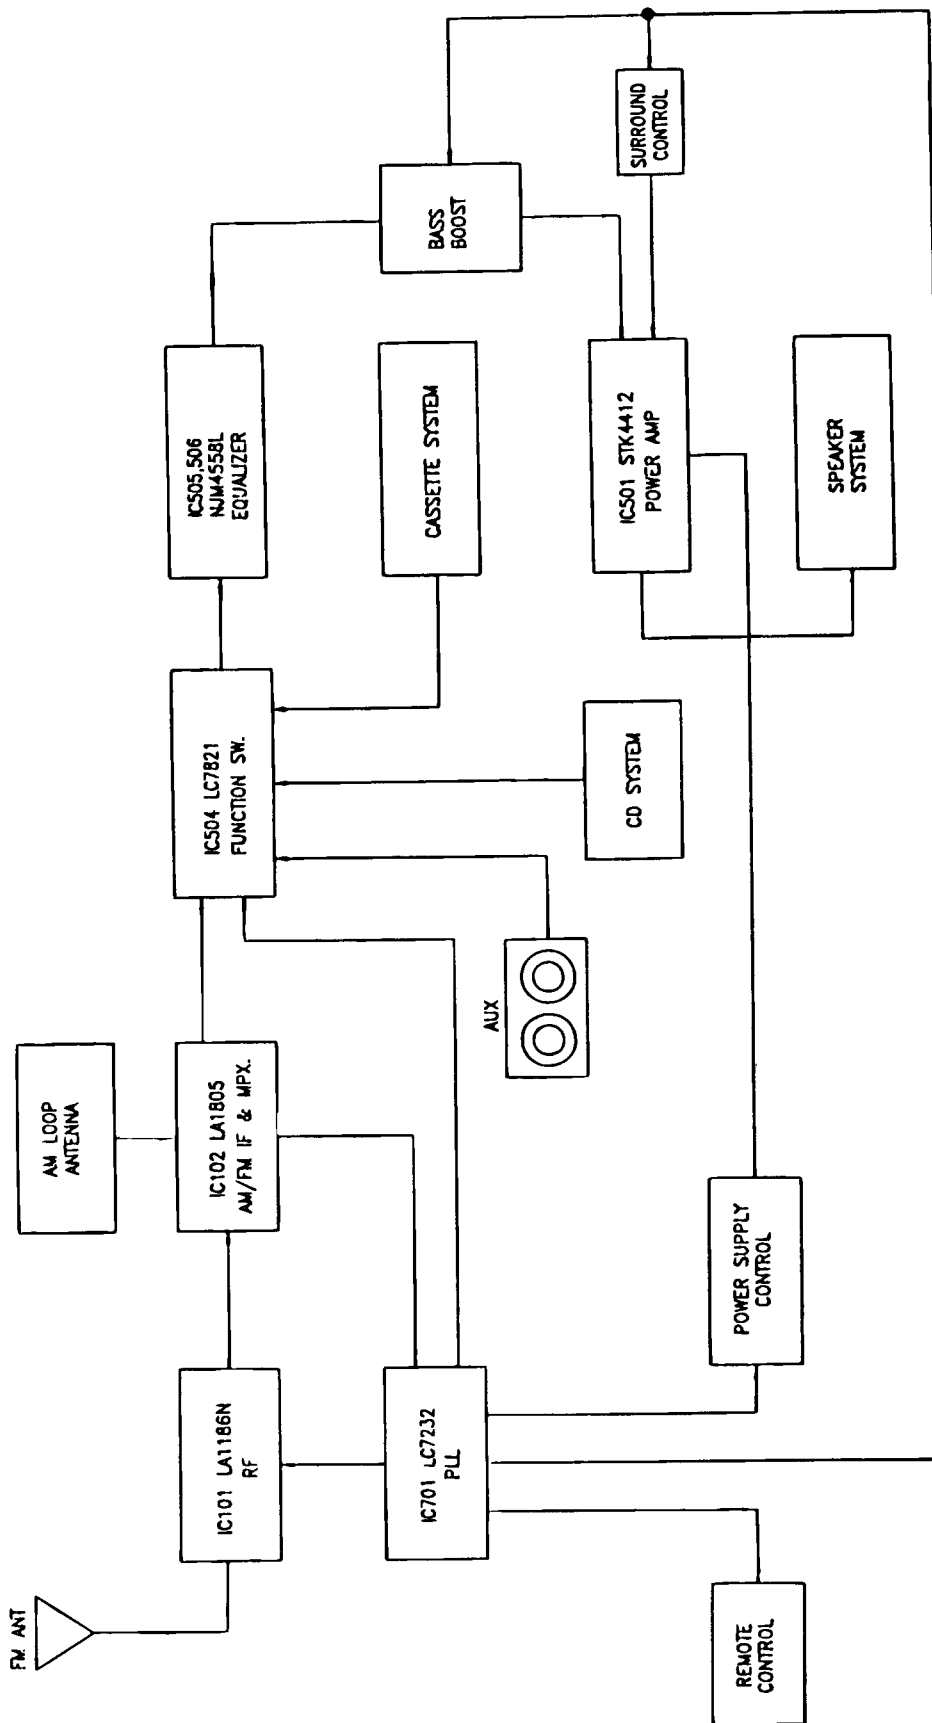 FM ANT
IC101 LA1186N
RF
AM LOOP
ANTENNA
IC102 LA1805
AM/FM IF & MPX.
IC504 LC7821
FUNCTION SW.
IC505,506
NJM4558L
EQUALIZER
IC701 LC7232
PLL
AUX
CD SYSTEM
CASSETTE SYSTEM
BASS
BOOST
SURROUND
CONTROL
IC501 STK4412
POWER AMP
SPEAKER
SYSTEM
POWER SUPPLY
CONTROL
REMOTE
CONTROL